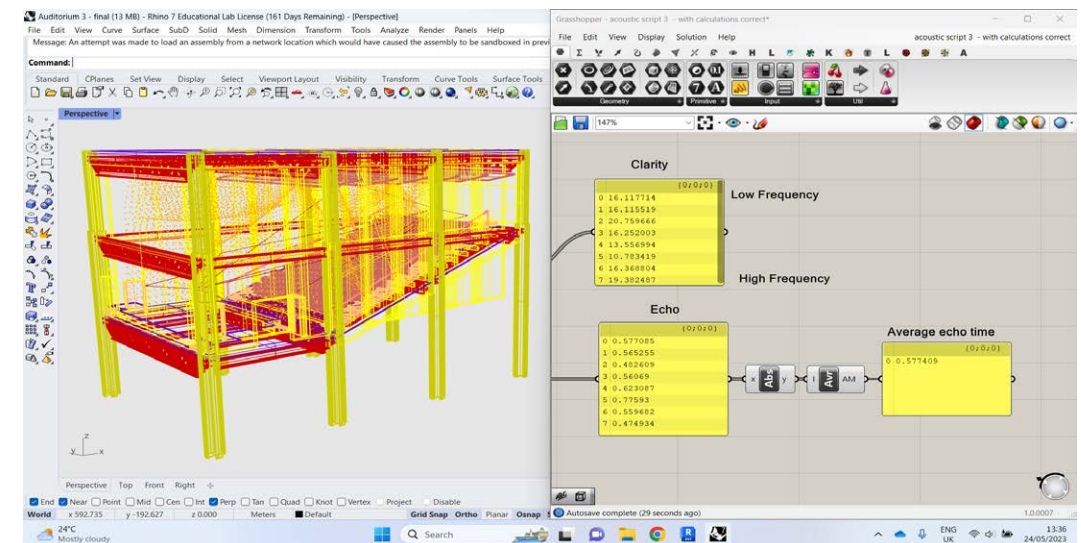 Auditorium 3 - final (13 MB) - Rhino 7 Educational Lab License (161 Days Remaining) - [Perspective]
File Edit View Curve Surface SubD Solid Mesh Dimension Transform Tools Analyze Render Panels Help
Message: An attempt was made to load an assembly from a network location which would have caused the assembly to be sandboxed in previ
Command:
Standard CPlanes Set View Display Select Viewport Layout Visibility Transform Curve Tools Surface Tools
Perspective
z
y x
Perspective Top Front Right
End Near Point Mid Cen Int Perp Tan Quad Knot Vertex Project Disable
World x 592.735 y -192.627 z 0.000 Meters Default Grid Snap Ortho Planar Osnap
Grasshopper - acoustic script 3 - with calculations correct*
File Edit View Display Solution Help acoustic script 3 - with calculations correct
Geometry Primitive Input Util
147%
Clarity
{0;0;0}
0 16.117714
1 16.115519
2 20.759666
3 16.252003
4 13.556994
5 10.783419
6 16.368804
7 19.382487
Low Frequency
High Frequency
Echo
{0;0;0}
0 0.577085
1 0.565255
2 0.482609
3 0.56069
4 0.623087
5 0.77593
6 0.559682
7 0.474934
x Abs y
I Avr AM
Average echo time
{0;0;0}
0 0.577409
Autosave complete (29 seconds ago) 1.0.0007
24°C
Mostly cloudy
Search
ENG
UK
13:36
24/05/2023